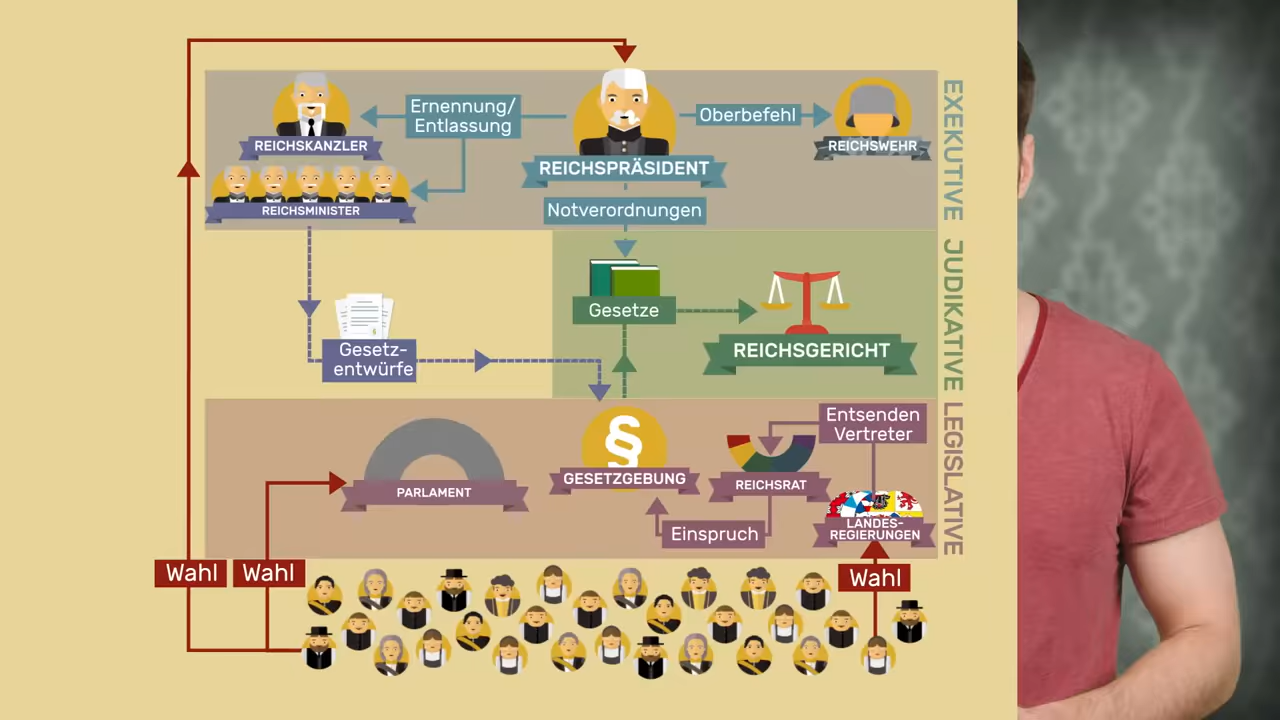 Ernennung/
Entlassung
Oberbefehl
REICHSKANZLER
REICHSPRÄSIDENT
REICHSWEHR
REICHSMINISTER
Notverordnungen
EXEKUTIVE
Gesetze
REICHSGERICHT
JUDIKATIVE
Gesetz-
entwürfe
Entsenden
Vertreter
§
GESETZGEBUNG
REICHSRAT
PARLAMENT
Einspruch
LANDES-
REGIERUNGEN
LEGISLATIVE
Wahl
Wahl
Wahl